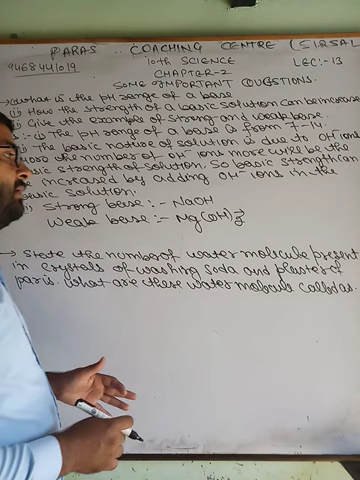 PARAS COACHING CENTRE (SIRSA)
9468441019 10th SCIENCE LEC:-13
CHAPTER-2
SOME IMPORTANT QUESTIONS.
→ (i) What is the pH range of a base
(ii) How the strength of a basic solution can be increase
(iii) Give the example of strong and weak base.
The pH range of a base is from 7-14.
The basic nature of solution is due to OH⁻ ions
more the number of OH⁻ ions more will be the
basic strength of solution. So basic strength can
be increased by adding OH⁻ ions in the
basic solution.
Strong base :- NaOH
Weak base :- Mg(OH)₂
→ State the number of water molecule present
in crystals of washing soda and plaster of
paris. What are these water molecule called as.